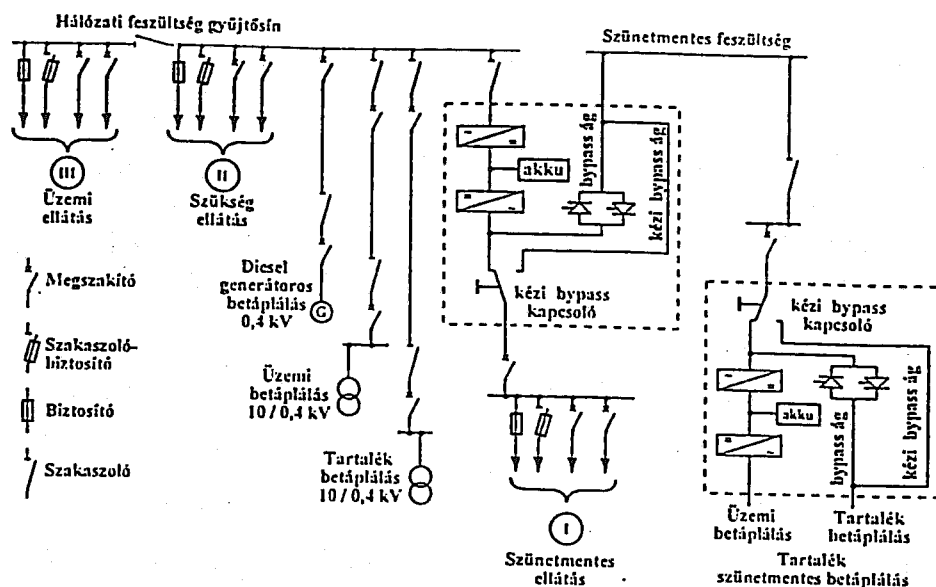 Hálózati feszültség gyűjtősín
Szünetmentes feszültség
III
Üzemi
ellátás
II
Szükség
ellátás
akku
bypass ág
kézi bypass ág
kézi bypass
kapcsoló
Megszakító
Szakaszoló-
biztosító
Biztosító
Szakaszoló
Diesel
generátoros
betáplálás
0,4 kV
G
Üzemi
betáplálás
10/0,4 kV
Tartalék
betáplálás
10/0,4 kV
I
Szünetmentes
ellátás
kézi bypass
kapcsoló
akku
bypass ág
kézi bypass ág
Üzemi
betáplálás
Tartalék
betáplálás
Tartalék
szünetmentes betáplálás